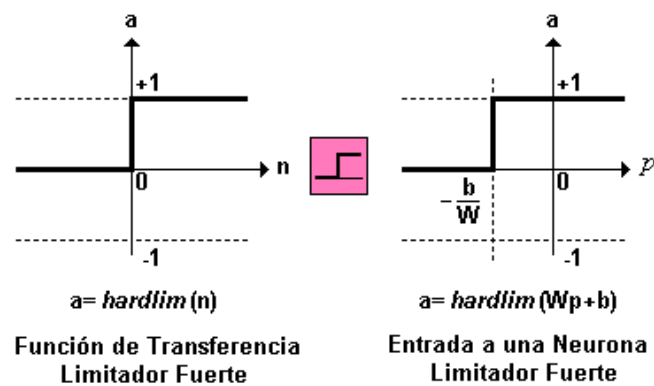 a
+1
n
0
-1
a= hardlim (n)
Función de Transferencia
Limitador Fuerte
a
+1
p
0
- b/W
-1
a= hardlim (Wp+b)
Entrada a una Neurona
Limitador Fuerte